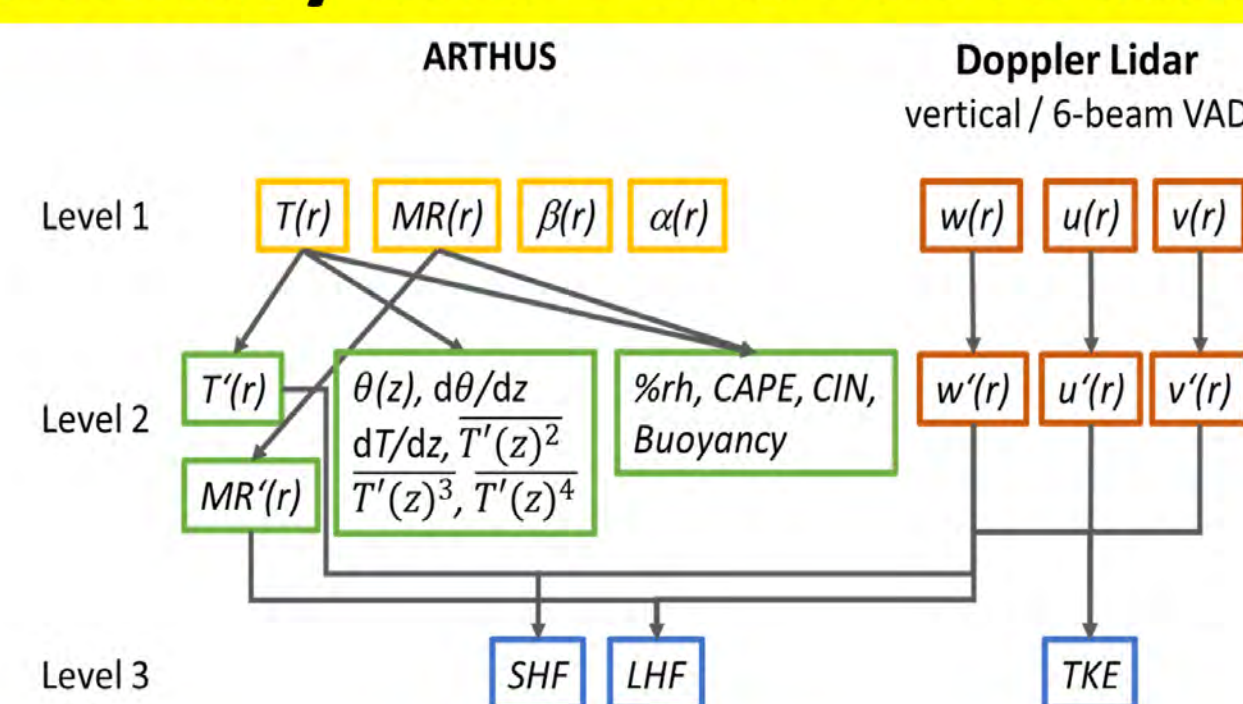 ARTHUS
Doppler Lidar
vertical / 6-beam VAD
Level 1
T(r)
MR(r)
β(r)
α(r)
w(r)
u(r)
v(r)
Level 2
T‘(r)
MR‘(r)
θ(z), dθ/dz
dT/dz, \overline{T′(z)²}
\overline{T′(z)³}, \overline{T′(z)⁴}
%rh, CAPE, CIN,
Buoyancy
w‘(r)
u‘(r)
v‘(r)
Level 3
SHF
LHF
TKE